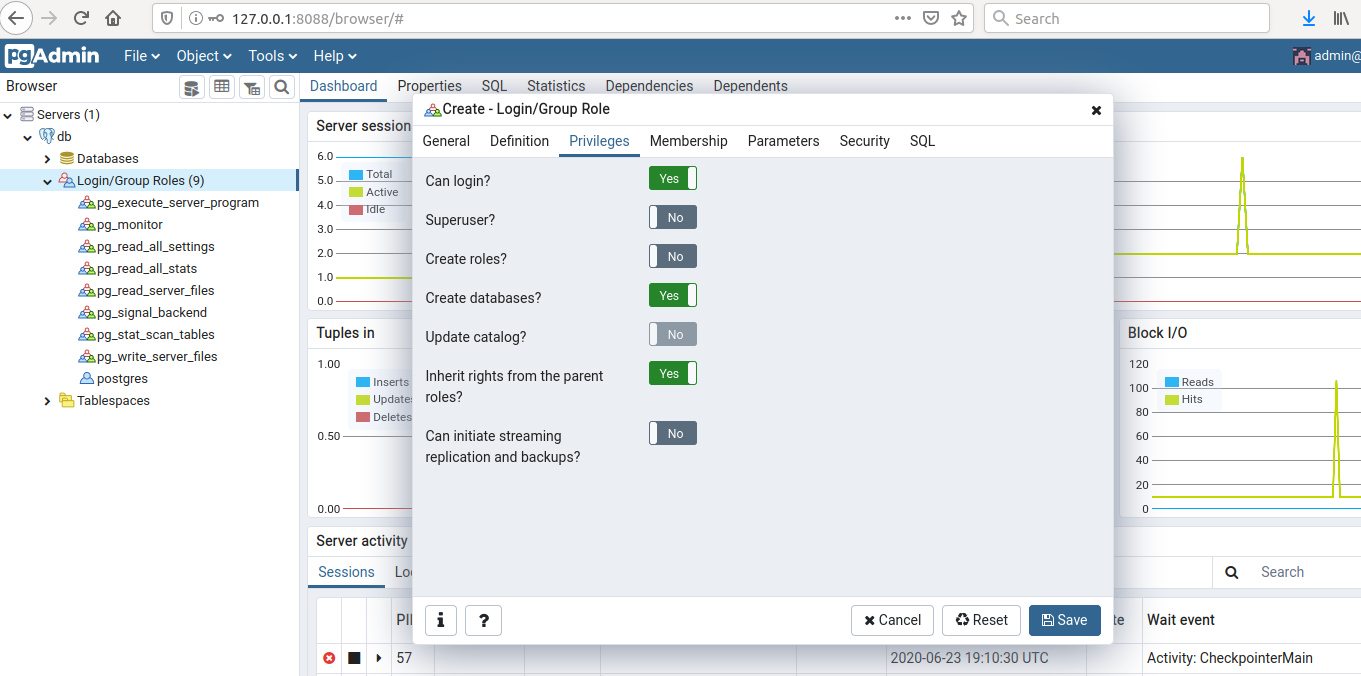 127.0.0.1:8088/browser/#
Search
pgAdmin File Object Tools Help admin@
Browser
Dashboard Properties SQL Statistics Dependencies Dependents
Servers (1)
db
Databases
Login/Group Roles (9)
pg_execute_server_program
pg_monitor
pg_read_all_settings
pg_read_all_stats
pg_read_server_files
pg_signal_backend
pg_stat_scan_tables
pg_write_server_files
postgres
Tablespaces
Server session
6.0
5.0
4.0
3.0
2.0
1.0
0.0
Total
Active
Idle
Tuples in
1.00
0.50
0.00
Inserts
Updates
Deletes
Create - Login/Group Role
General Definition Privileges Membership Parameters Security SQL
Can login? Yes
Superuser? No
Create roles? No
Create databases? Yes
Update catalog? No
Inherit rights from the parent Yes
roles?
Can initiate streaming No
replication and backups?
i ? Cancel Reset Save
Block I/O
120
100
80
60
40
20
0
Reads
Hits
Server activity
Sessions Lo
Search
PI te Wait event
57 2020-06-23 19:10:30 UTC Activity: CheckpointerMain